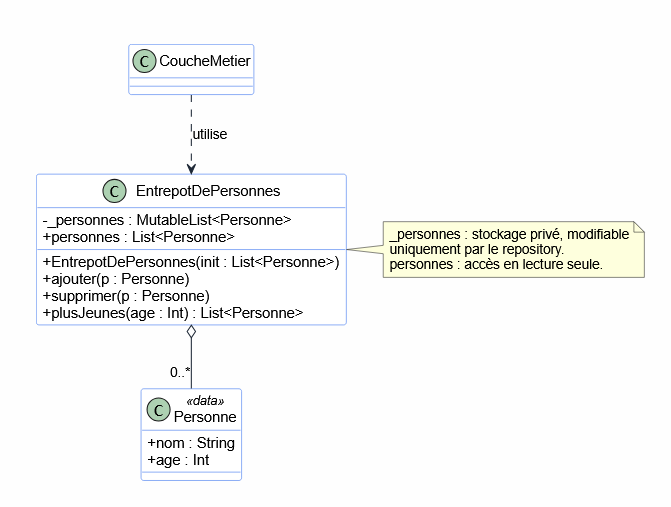 C CoucheMetier
utilise
C EntrepotDePersonnes
-_personnes : MutableList<Personne>
+personnes : List<Personne>
+EntrepotDePersonnes(init : List<Personne>)
+ajouter(p : Personne)
+supprimer(p : Personne)
+plusJeunes(age : Int) : List<Personne>
_personnes : stockage privé, modifiable
uniquement par le repository.
personnes : accès en lecture seule.
0..*
«data»
C Personne
+nom : String
+age : Int